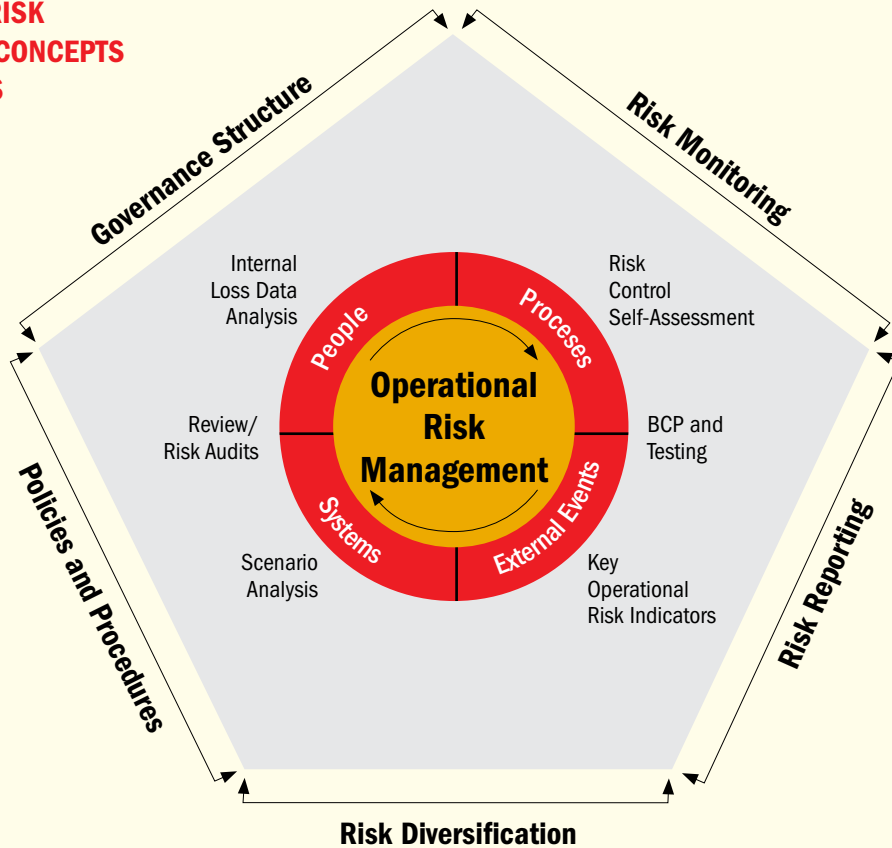 RISK
CONCEPTS
S
Governance Structure
Risk Monitoring
Internal
Loss Data
Analysis
Risk
Control
Self-Assessment
People
Proceses
Operational
Risk
Management
Review/
Risk Audits
BCP and
Testing
Systems
External Events
Scenario
Analysis
Key
Operational
Risk Indicators
Policies and Procedures
Risk Reporting
Risk Diversification